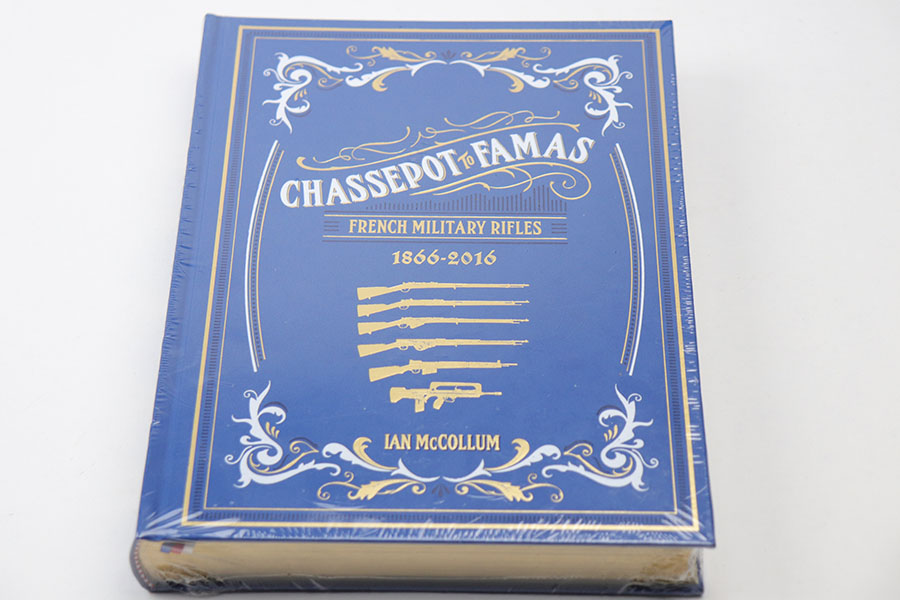 CHASSEPOT TO FAMAS
FRENCH MILITARY RIFLES
1866-2016
IAN McCOLLUM